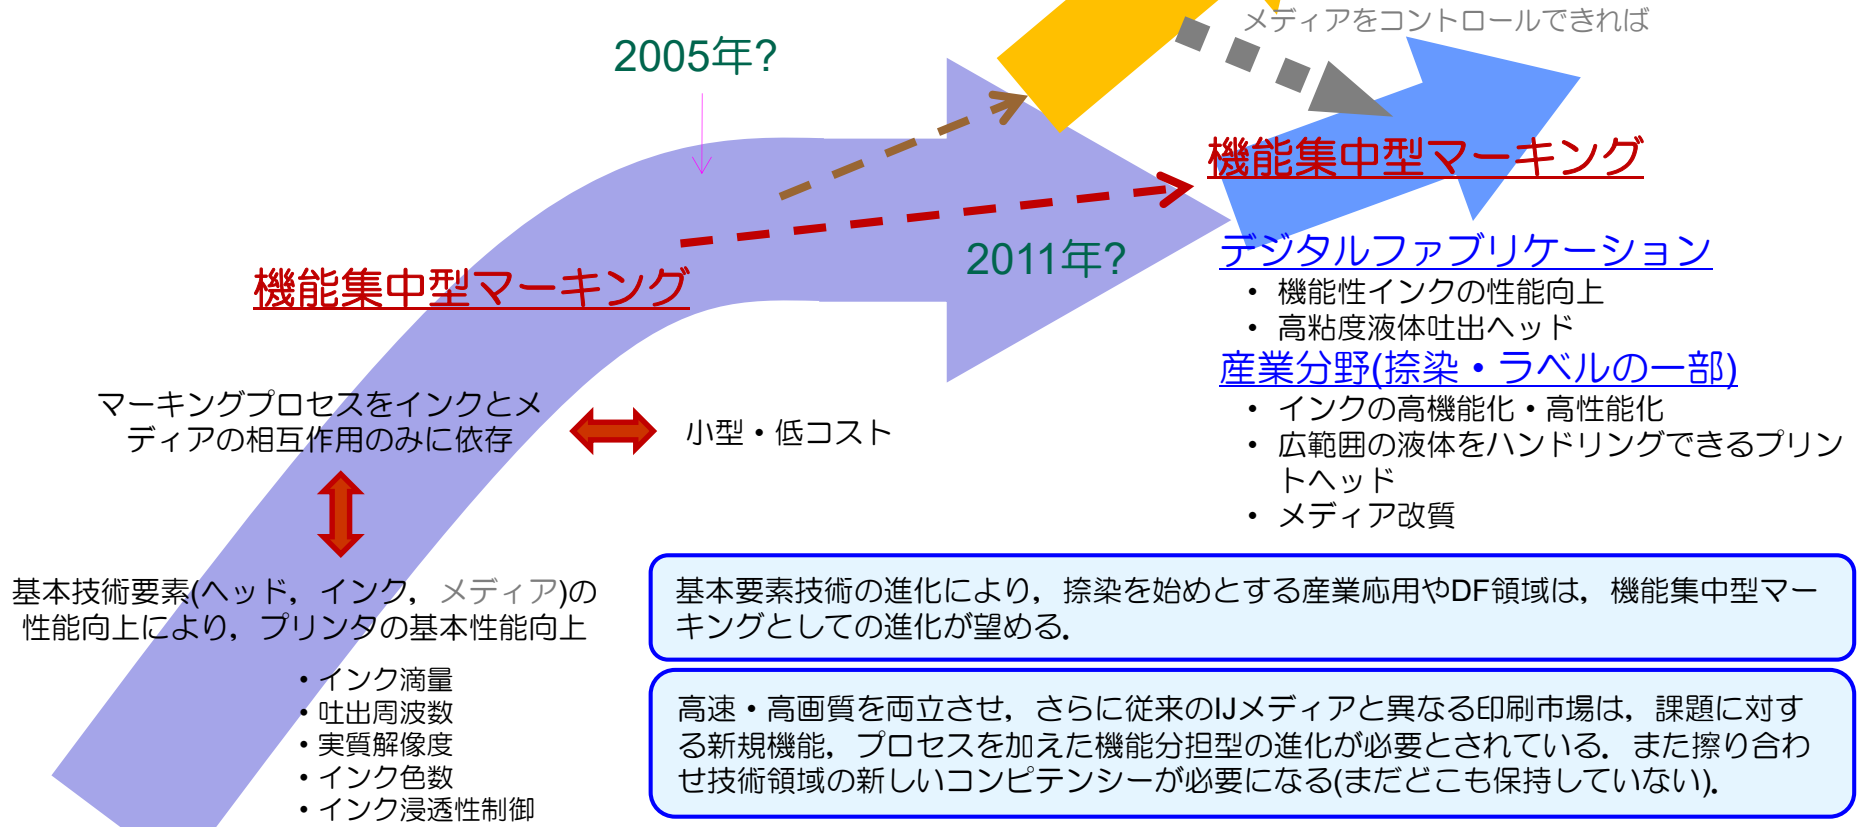 メディアをコントロールできれば
2005年?
機能集中型マーキング
2011年?
デジタルファブリケーション
• 機能性インクの性能向上
• 高粘度液体吐出ヘッド
産業分野(捺染・ラベルの一部)
• インクの高機能化・高性能化
• 広範囲の液体をハンドリングできるプリン
トヘッド
• メディア改質
機能集中型マーキング
マーキングプロセスをインクとメ
ディアの相互作用のみに依存
小型・低コスト
基本技術要素(ヘッド，インク，メディア)の
性能向上により，プリンタの基本性能向上
・インク滴量
・吐出周波数
・実質解像度
・インク色数
・インク浸透性制御
基本要素技術の進化により，捺染を始めとする産業応用やDF領域は，機能集中型マー
キングとしての進化が望める．
高速・高画質を両立させ，さらに従来のIJメディアと異なる印刷市場は，課題に対す
る新規機能，プロセスを加えた機能分担型の進化が必要とされている．また擦り合わ
せ技術領域の新しいコンピテンシーが必要になる(まだどこも保持していない)．